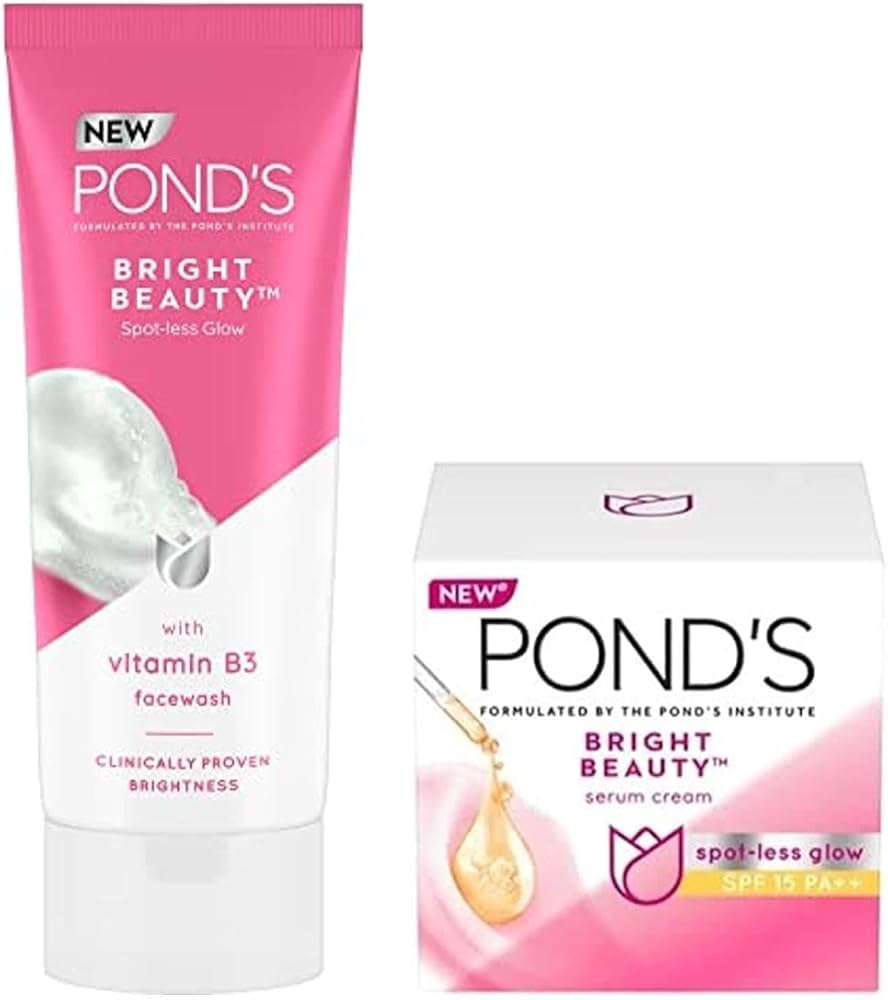 NEW
POND'S
FORMULATED BY THE POND'S INSTITUTE
BRIGHT
BEAUTY™
Spot-less Glow
with
vitamin B3
facewash
CLINICALLY PROVEN
BRIGHTNESS
NEW®
POND'S
FORMULATED BY THE POND'S INSTITUTE
BRIGHT
BEAUTY™
serum cream
spot-less glow
SPF 15 PA++